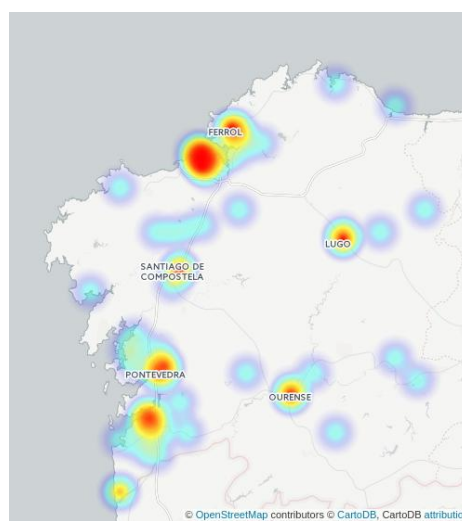 FERROL
LUGO
SANTIAGO DE
COMPOSTELA
PONTEVEDRA
OURENSE
© OpenStreetMap contributors © CartoDB, CartoDB attributio